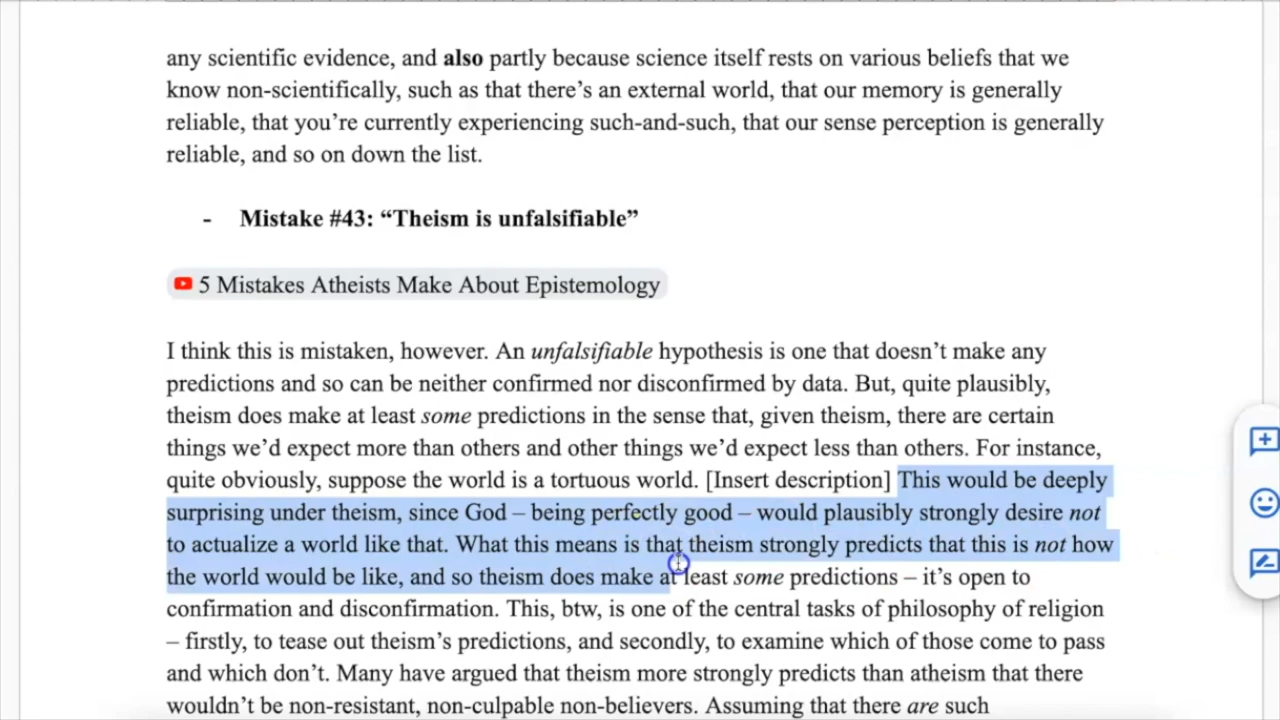 any scientific evidence, and also partly because science itself rests on various beliefs that we
know non-scientifically, such as that there’s an external world, that our memory is generally
reliable, that you’re currently experiencing such-and-such, that our sense perception is generally
reliable, and so on down the list.
- Mistake #43: “Theism is unfalsifiable”
5 Mistakes Atheists Make About Epistemology
I think this is mistaken, however. An unfalsifiable hypothesis is one that doesn’t make any
predictions and so can be neither confirmed nor disconfirmed by data. But, quite plausibly,
theism does make at least some predictions in the sense that, given theism, there are certain
things we’d expect more than others and other things we’d expect less than others. For instance,
quite obviously, suppose the world is a tortuous world. [Insert description] This would be deeply
surprising under theism, since God – being perfectly good – would plausibly strongly desire not
to actualize a world like that. What this means is that theism strongly predicts that this is not how
the world would be like, and so theism does make at least some predictions – it’s open to
confirmation and disconfirmation. This, btw, is one of the central tasks of philosophy of religion
– firstly, to tease out theism’s predictions, and secondly, to examine which of those come to pass
and which don’t. Many have argued that theism more strongly predicts than atheism that there
wouldn’t be non-resistant, non-culpable non-believers. Assuming that there are such